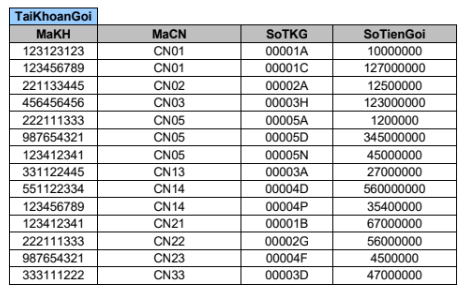 TaiKhoanGoi
MaKH MaCN SoTKG SoTienGoi
123123123 CN01 00001A 10000000
123456789 CN01 00001C 127000000
221133445 CN02 00002A 12500000
456456456 CN03 00003H 123000000
222111333 CN05 00005A 1200000
987654321 CN05 00005D 345000000
123412341 CN05 00005N 45000000
331122445 CN13 00003A 27000000
551122334 CN14 00004D 560000000
123456789 CN14 00004P 35400000
123412341 CN21 00001B 67000000
222111333 CN22 00002G 56000000
987654321 CN23 00004F 4500000
333111222 CN33 00003D 47000000